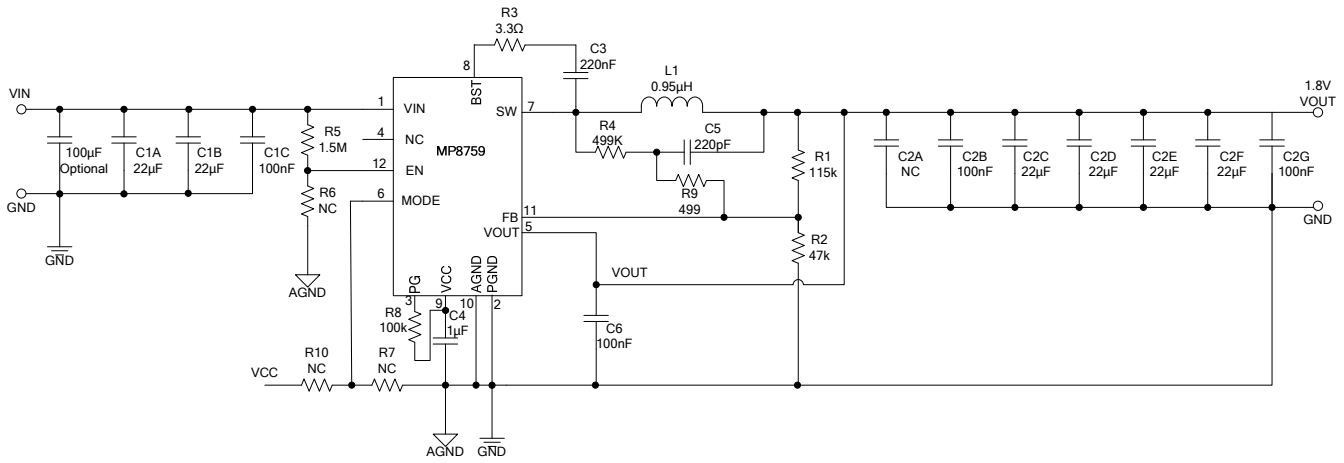 R3
3.3Ω
C3
220nF
8
BST
L1
0.95µH
1.8V
VOUT
VIN
1
VIN
SW
7
4
NC
MP8759
12
EN
6
MODE
FB
11
VOUT
5
100µF
Optional
C1A
22µF
C1B
22µF
C1C
100nF
R5
1.5M
R6
NC
R4
499K
C5
220pF
R9
499
R1
115k
R2
47k
C2A
NC
C2B
100nF
C2C
22µF
C2D
22µF
C2E
22µF
C2F
22µF
C2G
100nF
GND
GND
GND
AGND
PG
VCC
AGND
PGND
3
9
10
2
R8
100k
C4
1µF
VOUT
C6
100nF
VCC
R10
NC
R7
NC
AGND
GND